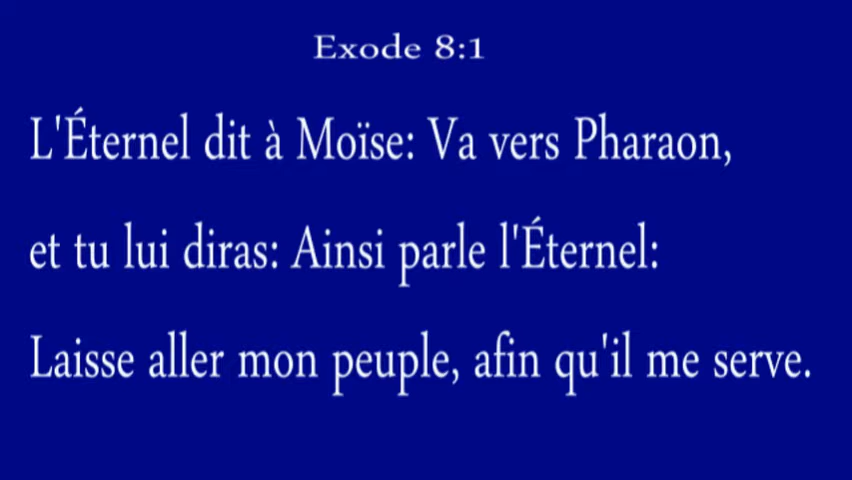 Exode 8:1
L'Éternel dit à Moïse: Va vers Pharaon,
et tu lui diras: Ainsi parle l'Éternel:
Laisse aller mon peuple, afin qu'il me serve.